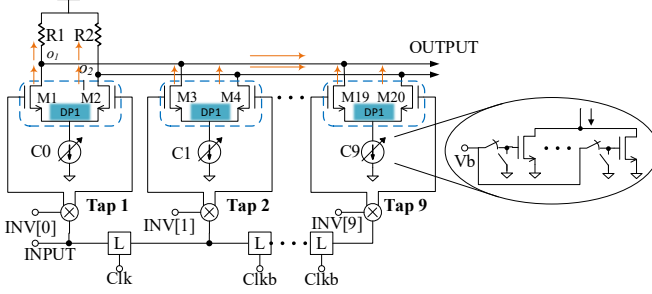 R1 R2
o1
o2
OUTPUT
M1 M2
DP1
M3 M4
DP1
M19 M20
DP1
C0
C1
C9
Vb
Tap 1
Tap 2
Tap 9
INV[0]
INV[1]
INV[9]
INPUT
L
L
L
Clk
Clkb
Clkb